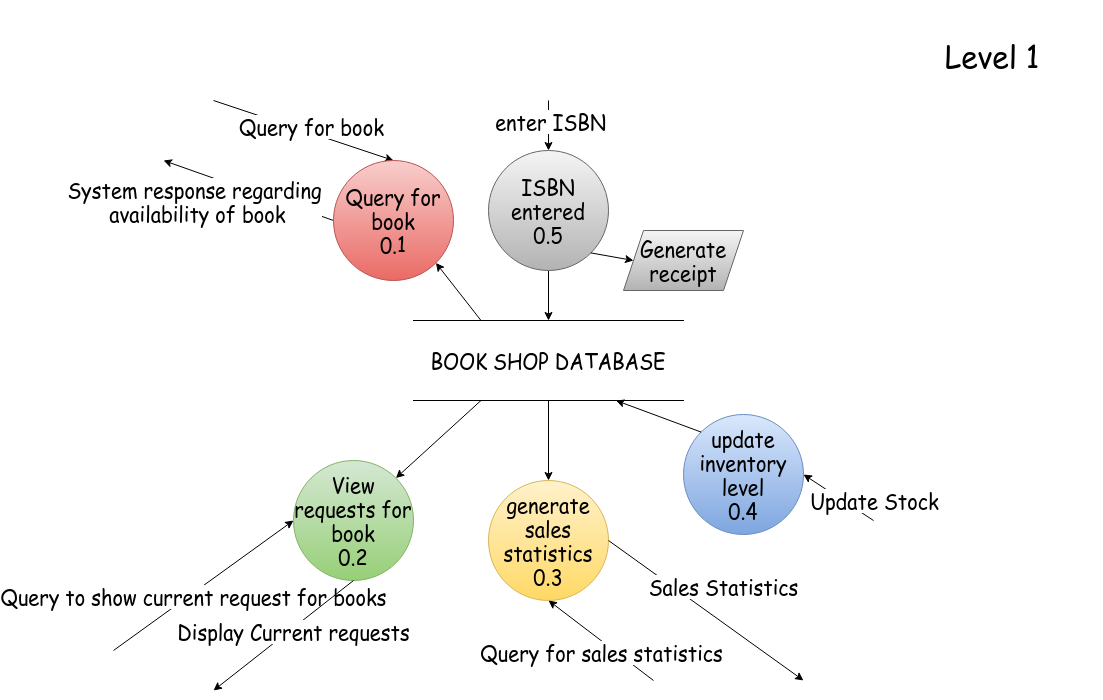 Level 1
Query for book
enter ISBN
System response regarding
availability of book
Query for
book
0.1
ISBN
entered
0.5
Generate
receipt
BOOK SHOP DATABASE
View
requests for
book
0.2
generate
sales
statistics
0.3
update
inventory
level
0.4
Update Stock
Query to show current request for books
Display Current requests
Sales Statistics
Query for sales statistics